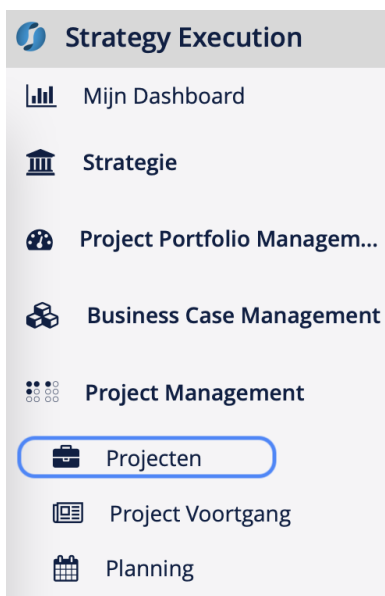 Strategy Execution
Mijn Dashboard
Strategie
Project Portfolio Managem...
Business Case Management
Project Management
Projecten
Project Voortgang
Planning